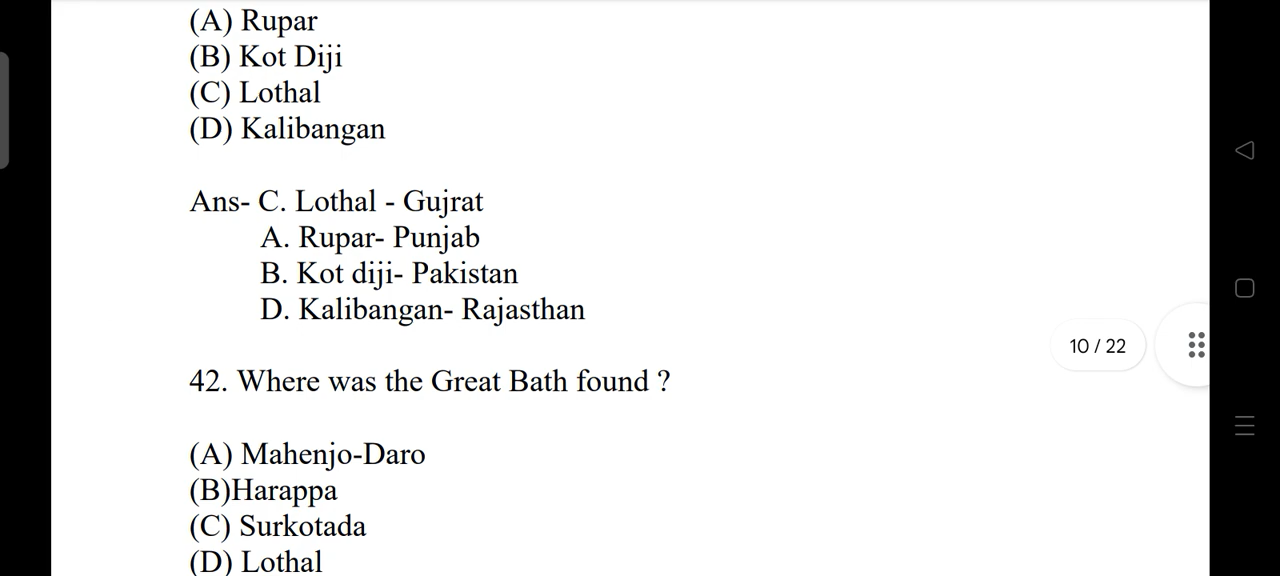 (A) Rupar
(B) Kot Diji
(C) Lothal
(D) Kalibangan
Ans- C. Lothal - Gujrat
A. Rupar- Punjab
B. Kot diji- Pakistan
D. Kalibangan- Rajasthan
10 / 22
42. Where was the Great Bath found ?
(A) Mahenjo-Daro
(B)Harappa
(C) Surkotada
(D) Lothal